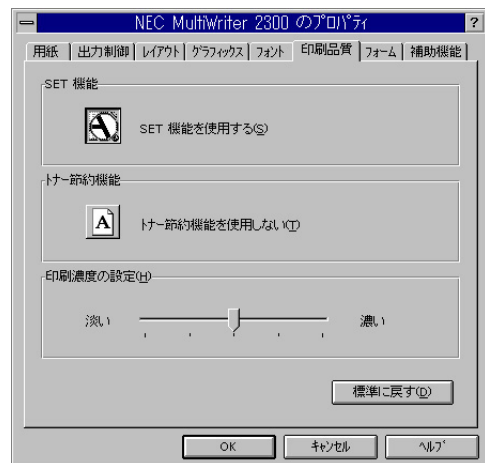 NEC MultiWriter 2300 のﾌﾟﾛﾊﾟﾃｨ ?
用紙 出力制御 ﾚｲｱｳﾄ ｸﾞﾗﾌｨｯｸｽ ﾌｫﾝﾄ 印刷品質 ﾌｫｰﾑ 補助機能
SET 機能
SET 機能を使用する(S)
ﾄﾅｰ節約機能
A ﾄﾅｰ節約機能を使用しない(T)
印刷濃度の設定(H)
淡い 濃い
標準に戻す(D)
OK ｷｬﾝｾﾙ ﾍﾙﾌﾟ